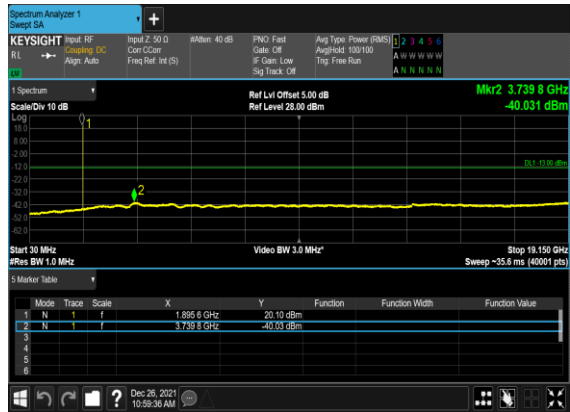 Spectrum Analyzer 1
Swept SA
+
KEYSIGHT Input: RF Input Z: 50 Ω #Atten: 40 dB PNO: Fast Avg Type: Power (RMS) 1 2 3 4 5 6
RL Coupling: DC Corr CCorr Gate: Off Avg|Hold: 100/100 A W W W W W
Align: Auto Freq Ref: Int (S) IF Gain: Low Trig: Free Run
LU Sig Track: Off A N N N N N
1 Spectrum Ref Lvl Offset 5.00 dB Mkr2 3.739 8 GHz
Scale/Div 10 dB Ref Level 28.00 dBm -40.031 dBm
Log
1
18.0
8.00
-2.00
-12.0 DL1 -13.00 dBm
-22.0
-32.0 2
-42.0
-52.0
-62.0
Start 30 MHz Video BW 3.0 MHz* Stop 19.150 GHz
#Res BW 1.0 MHz Sweep ~35.6 ms (40001 pts)
5 Marker Table
Mode Trace Scale X Y Function Function Width Function Value
1 N 1 f 1.895 6 GHz 20.10 dBm
2 N 1 f 3.739 8 GHz -40.03 dBm
3
4
5
6
? Dec 26, 2021
10:59:36 AM